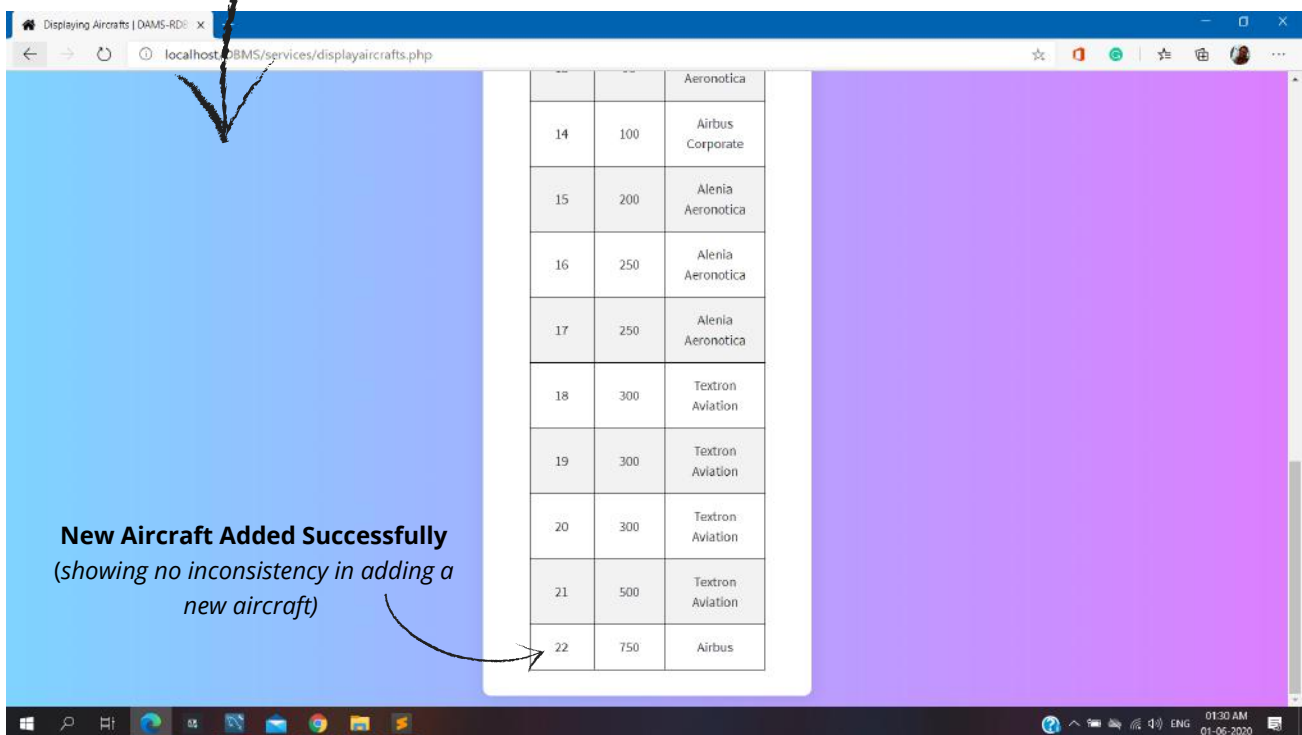 Displaying Aircrafts | DAMS-RDB
localhost/DBMS/services/displayaircrafts.php
Aeronotica
14 100 Airbus
Corporate
15 200 Alenia
Aeronotica
16 250 Alenia
Aeronotica
17 250 Alenia
Aeronotica
18 300 Textron
Aviation
19 300 Textron
Aviation
20 300 Textron
Aviation
21 500 Textron
Aviation
22 750 Airbus
New Aircraft Added Successfully
(showing no inconsistency in adding a
new aircraft)
ENG
01:30 AM
01-06-2020